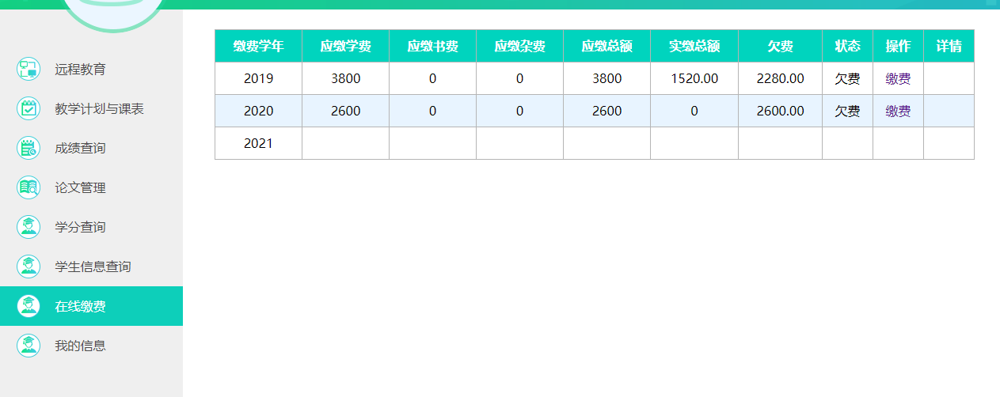 远程教育
教学计划与课表
成绩查询
论文管理
学分查询
学生信息查询
在线缴费
我的信息
缴费学年 应缴学费 应缴书费 应缴杂费 应缴总额 实缴总额 欠费 状态 操作 详情
2019 3800 0 0 3800 1520.00 2280.00 欠费 缴费
2020 2600 0 0 2600 0 2600.00 欠费 缴费
2021